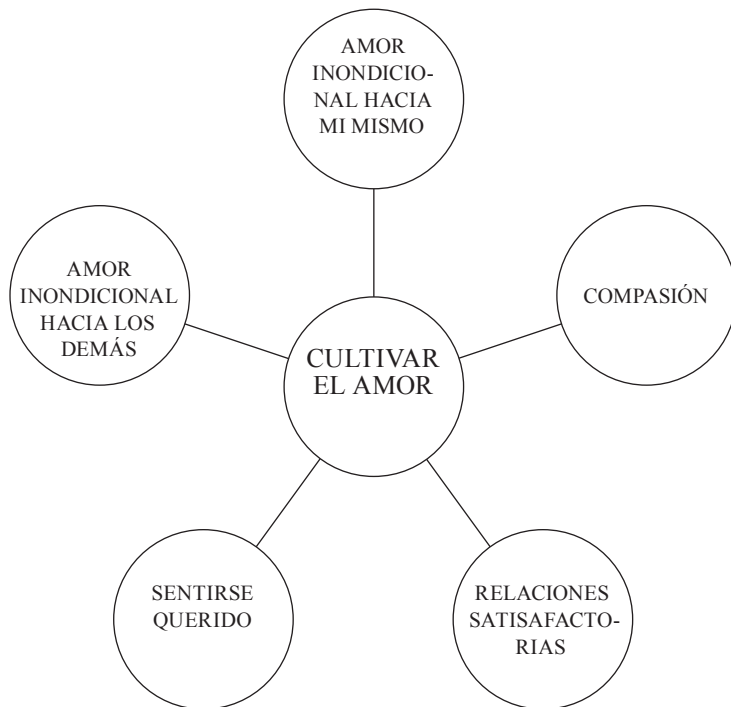 AMOR
INONDICIO-
NAL HACIA
MI MISMO
AMOR
INONDICIONAL
HACIA LOS
DEMÁS
COMPASIÓN
CULTIVAR
EL AMOR
SENTIRSE
QUERIDO
RELACIONES
SATISAFACTO-
RIAS